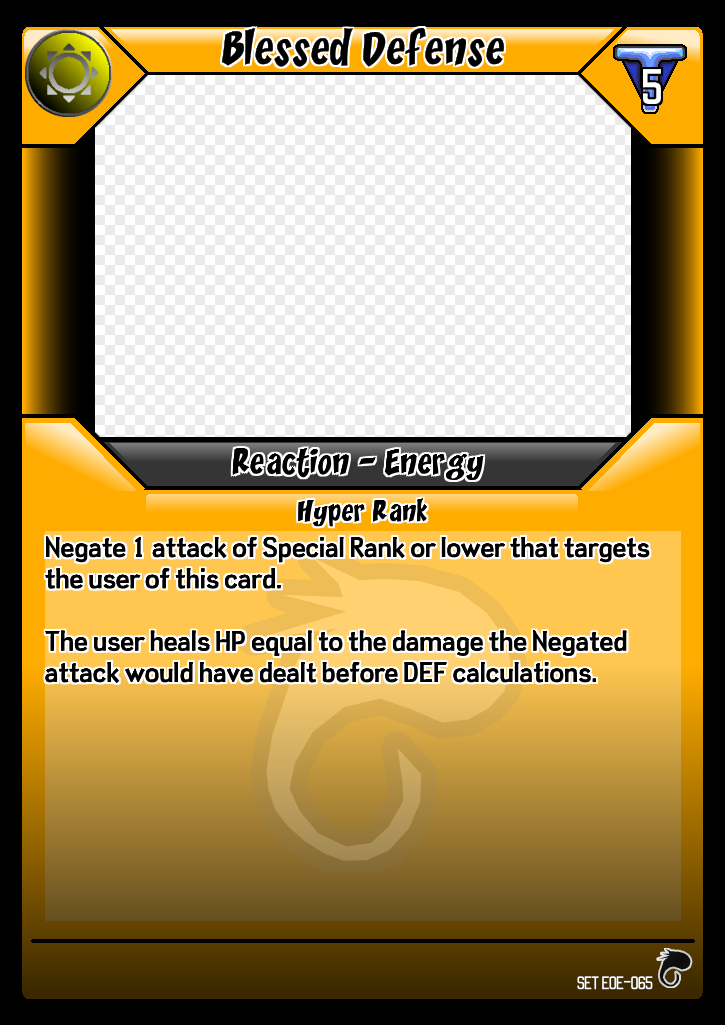 Blessed Defense
5
Reaction - Energy
Hyper Rank
Negate 1 attack of Special Rank or lower that targets
the user of this card.
The user heals HP equal to the damage the Negated
attack would have dealt before DEF calculations.
SET EOE-065